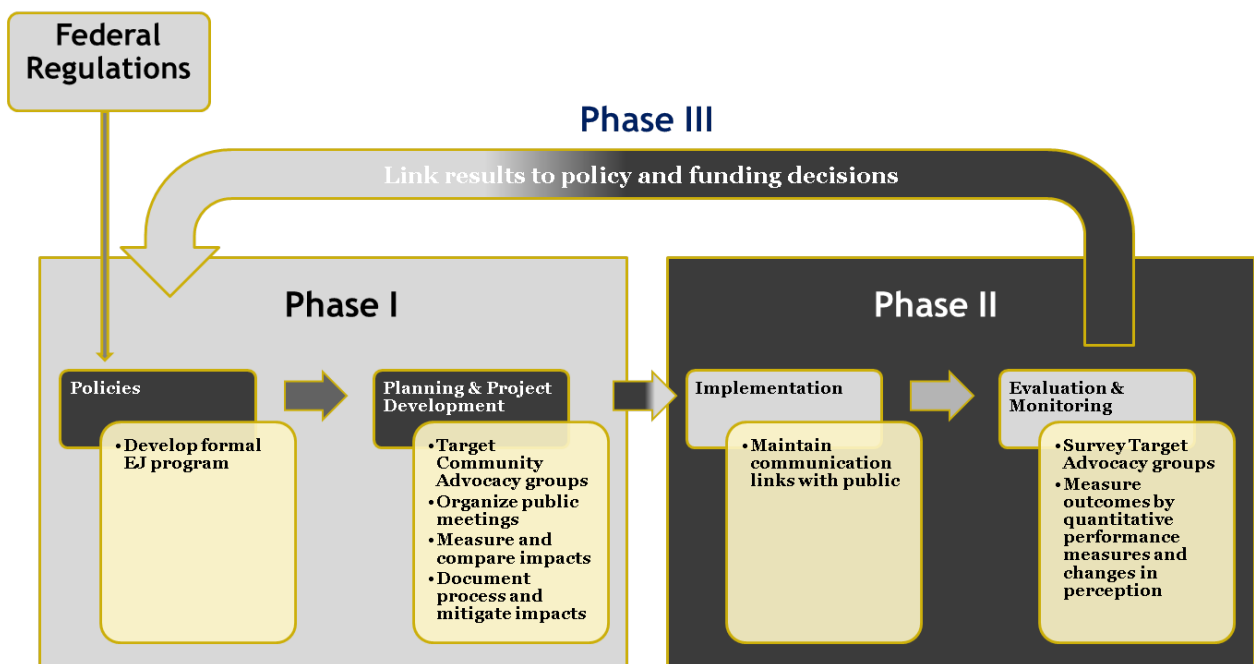 Federal
Regulations
Phase III
Link results to policy and funding decisions
Phase I
Policies
•Develop formal
EJ program
Planning & Project
Development
•Target
Community
Advocacy groups
•Organize public
meetings
•Measure and
compare impacts
•Document
process and
mitigate impacts
Phase II
Implementation
•Maintain
communication
links with public
Evaluation &
Monitoring
•Survey Target
Advocacy groups
•Measure
outcomes by
quantitative
performance
measures and
changes in
perception